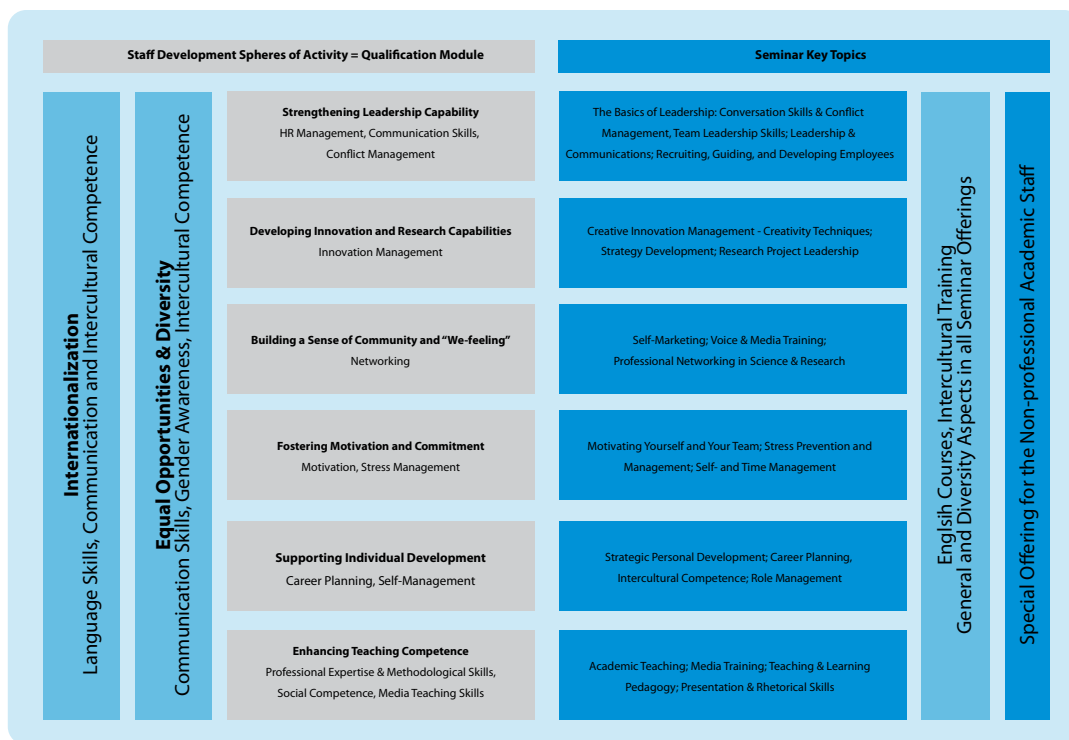 Staff Development Spheres of Activity = Qualification Module
Seminar Key Topics
Internationalization
Language Skills, Communication and Intercultural Competence
Equal Opportunities & Diversity
Communication Skills, Gender Awareness, Intercultural Competence
Strengthening Leadership Capability
HR Management, Communication Skills,
Conflict Management
The Basics of Leadership: Conversation Skills & Conflict
Management, Team Leadership Skills; Leadership &
Communications; Recruiting, Guiding, and Developing Employees
Developing Innovation and Research Capabilities
Innovation Management
Creative Innovation Management - Creativity Techniques;
Strategy Development; Research Project Leadership
Building a Sense of Community and “We-feeling”
Networking
Self-Marketing; Voice & Media Training;
Professional Networking in Science & Research
Fostering Motivation and Commitment
Motivation, Stress Management
Motivating Yourself and Your Team; Stress Prevention and
Management; Self- and Time Management
Supporting Individual Development
Career Planning, Self-Management
Strategic Personal Development; Career Planning,
Intercultural Competence; Role Management
Enhancing Teaching Competence
Professional Expertise & Methodological Skills,
Social Competence, Media Teaching Skills
Academic Teaching; Media Training; Teaching & Learning
Pedagogy; Presentation & Rhetorical Skills
Englsih Courses, Intercultural Training
General and Diversity Aspects in all Seminar Offerings
Special Offering for the Non-professional Academic Staff